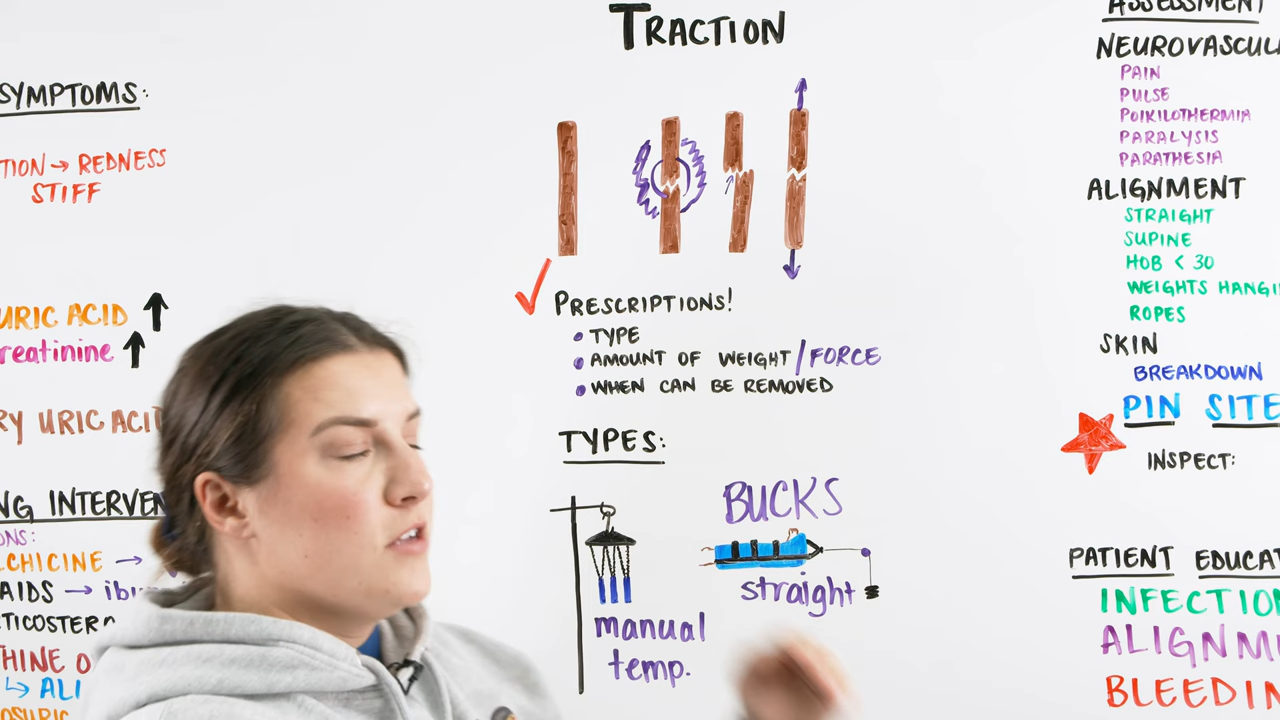 SYMPTOMS:
TION → REDNESS
STIFF
URIC ACID ↑
reatinine ↑
RY URIC ACI
NG INTERVEN
ONS:
LCHICINE →
AIDS → ibu
TICOSTER
HINE O
↳ ALI
OSURIC
TRACTION
PRESCRIPTIONS!
• TYPE
• AMOUNT OF WEIGHT/FORCE
• WHEN CAN BE REMOVED
TYPES:
manual
temp.
BUCKS
straight
ASSESSMENT
NEUROVASCUL
PAIN
PULSE
POIKILOTHERMIA
PARALYSIS
PARATHESIA
ALIGNMENT
STRAIGHT
SUPINE
HOB < 30
WEIGHTS HANGI
ROPES
SKIN
BREAKDOWN
PIN SITE
INSPECT:
PATIENT EDUCAT
INFECTION
ALIGNM
BLEEDIN